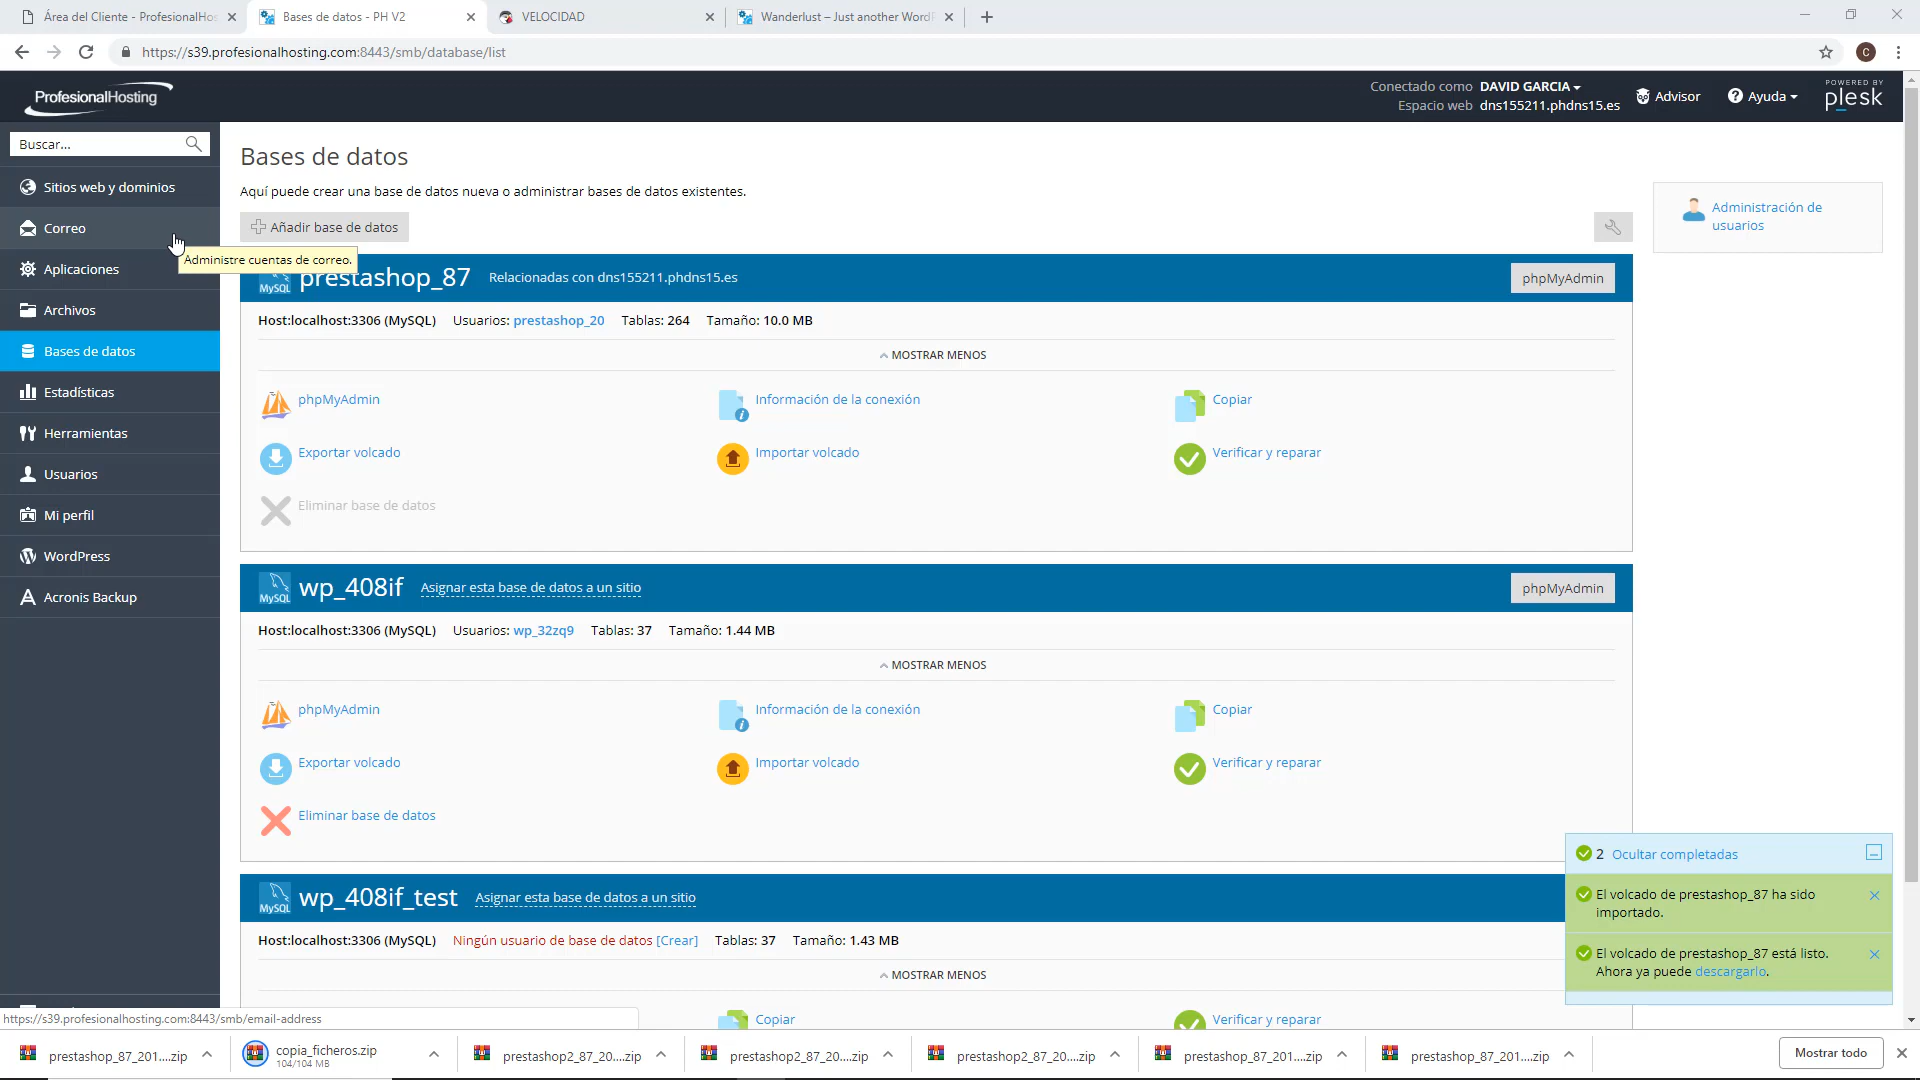 Área del Cliente - ProfesionalHos
Bases de datos - PH V2
VELOCIDAD
Wanderlust – Just another WordP
https://s39.profesionalhosting.com:8443/smb/database/list
C
ProfesionalHosting
Conectado como DAVID GARCIA
Espacio web dns155211.phdns15.es
Advisor
Ayuda
POWERED BY
plesk
Buscar...
Sitios web y dominios
Correo
Aplicaciones
Archivos
Bases de datos
Estadísticas
Herramientas
Usuarios
Mi perfil
WordPress
Acronis Backup
Administre cuentas de correo.
Bases de datos
Aquí puede crear una base de datos nueva o administrar bases de datos existentes.
Añadir base de datos
Administración de
usuarios
MySQL
prestashop_87 Relacionadas con dns155211.phdns15.es
phpMyAdmin
Host:localhost:3306 (MySQL) Usuarios: prestashop_20 Tablas: 264 Tamaño: 10.0 MB
MOSTRAR MENOS
phpMyAdmin
Información de la conexión
Copiar
Exportar volcado
Importar volcado
Verificar y reparar
Eliminar base de datos
MySQL
wp_408if Asignar esta base de datos a un sitio
phpMyAdmin
Host:localhost:3306 (MySQL) Usuarios: wp_32zq9 Tablas: 37 Tamaño: 1.44 MB
MOSTRAR MENOS
phpMyAdmin
Información de la conexión
Copiar
Exportar volcado
Importar volcado
Verificar y reparar
Eliminar base de datos
MySQL
wp_408if_test Asignar esta base de datos a un sitio
Host:localhost:3306 (MySQL) Ningún usuario de base de datos [Crear] Tablas: 37 Tamaño: 1.43 MB
MOSTRAR MENOS
Copiar
Verificar y reparar
2 Ocultar completadas
El volcado de prestashop_87 ha sido
importado.
El volcado de prestashop_87 está listo.
Ahora ya puede descargarlo.
https://s39.profesionalhosting.com:8443/smb/email-address
prestashop_87_201....zip
copia_ficheros.zip
104/104 MB
prestashop2_87_20....zip
prestashop2_87_20....zip
prestashop2_87_20....zip
prestashop_87_201....zip
prestashop_87_201....zip
Mostrar todo